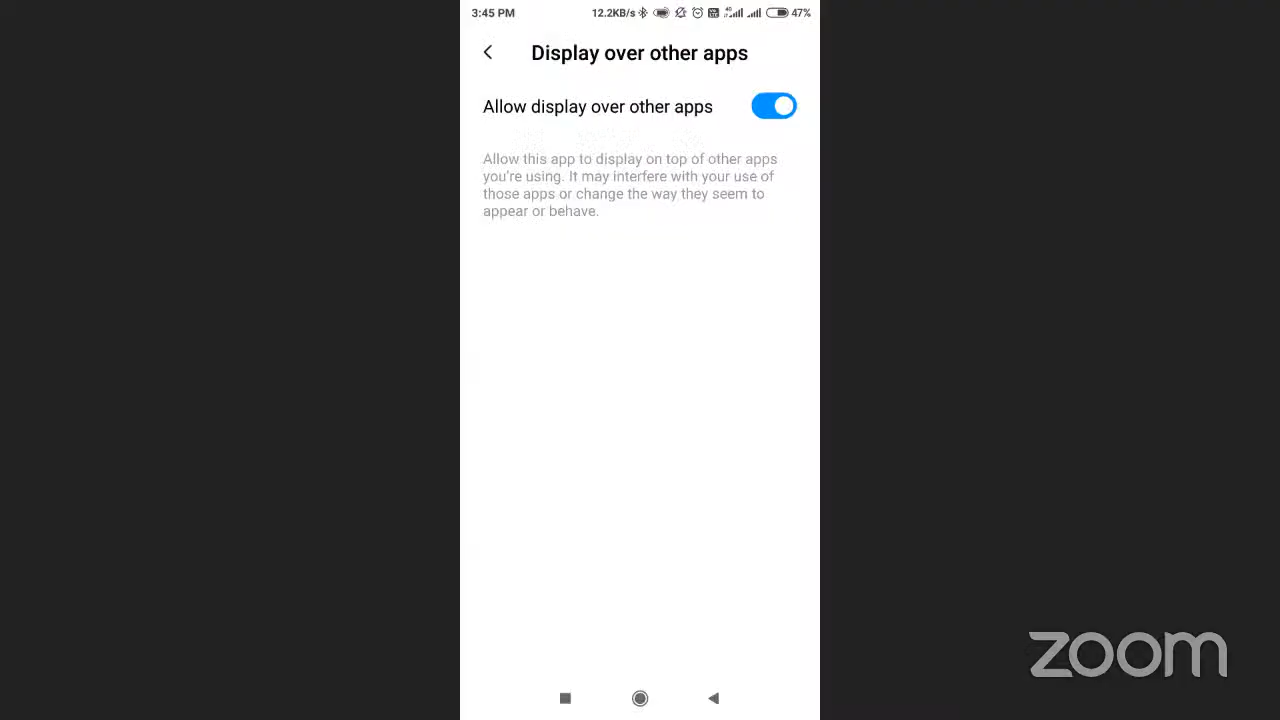 3:45 PM 12.2KB/s 4G 47%
Display over other apps
Allow display over other apps
Allow this app to display on top of other apps
you're using. It may interfere with your use of
those apps or change the way they seem to
appear or behave.
zoom